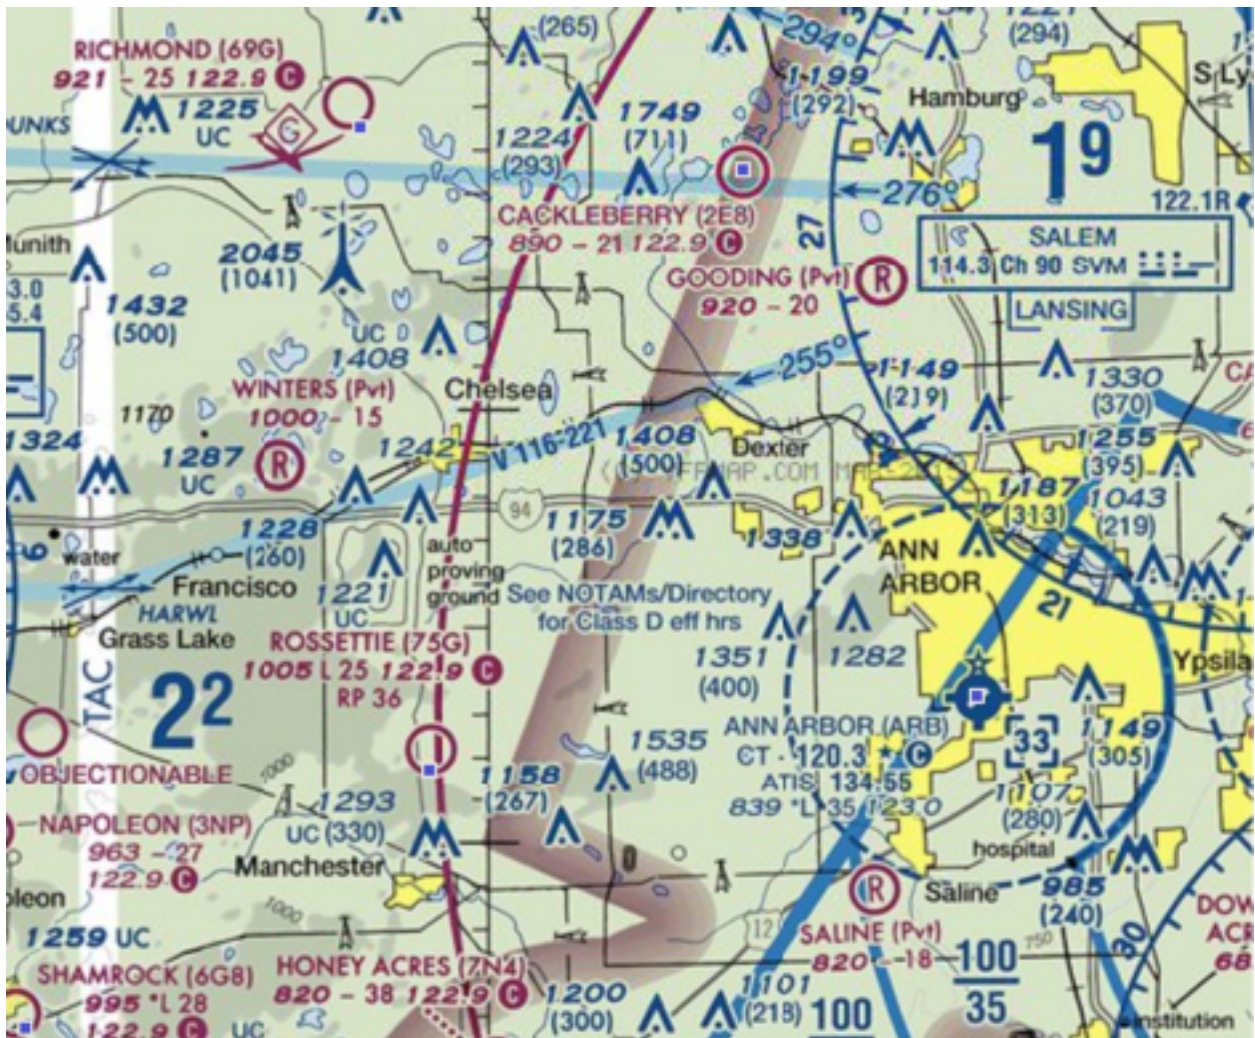 (265)
294°
(294)
RICHMOND (69G)
921 - 25 122.9 C
1225
UC
G
1749
(711)
1199
(292)
Hamburg
S Ly
19
1224
(293)
276°
122.1R
CACKLEBERRY (2E8)
890 - 21 122.9 C
27
SALEM
114.3 Ch 90 SVM
LANSING
GOODING (Pvt)
920 - 20
R
2045
(1041)
1432
(500)
UC
1408
255°
1149
(219)
1330
(370)
WINTERS (Pvt)
1000 - 15
R
Chelsea
1170
1324
1287
UC
1242
V 116-221
1408
(500)
Dexter
1255
(395)
1187
(313)
1043
(219)
94
1228
(260)
1175
(286)
1338
ANN
ARBOR
water
Francisco
HARWL
Grass Lake
1221
UC
auto
proving
ground
See NOTAMs/Directory
for Class D eff hrs
21
ROSSETTIE (75G)
1005 L 25 122.9 C
RP 36
1351
(400)
1282
Ypsila
TAC
22
ANN ARBOR (ARB)
CT - 120.3 C
ATIS 134.55
839 *L 35 123.0
33
1149
(305)
OBJECTIONABLE
1000
1535
(488)
1158
(267)
1293
UC (330)
1107
(280)
NAPOLEON (3NP)
963 - 27
122.9 C
Manchester
hospital
985
(240)
Saline
R
oleon
1000
12
SALINE (Pvt)
820 - 18
750
30
1259 UC
SHAMROCK (6G8)
995 *L 28
122.9 C
UC
HONEY ACRES (7N4)
820 - 38 122.9 C
1200
(300)
1101
(218)
100
100
35
institution